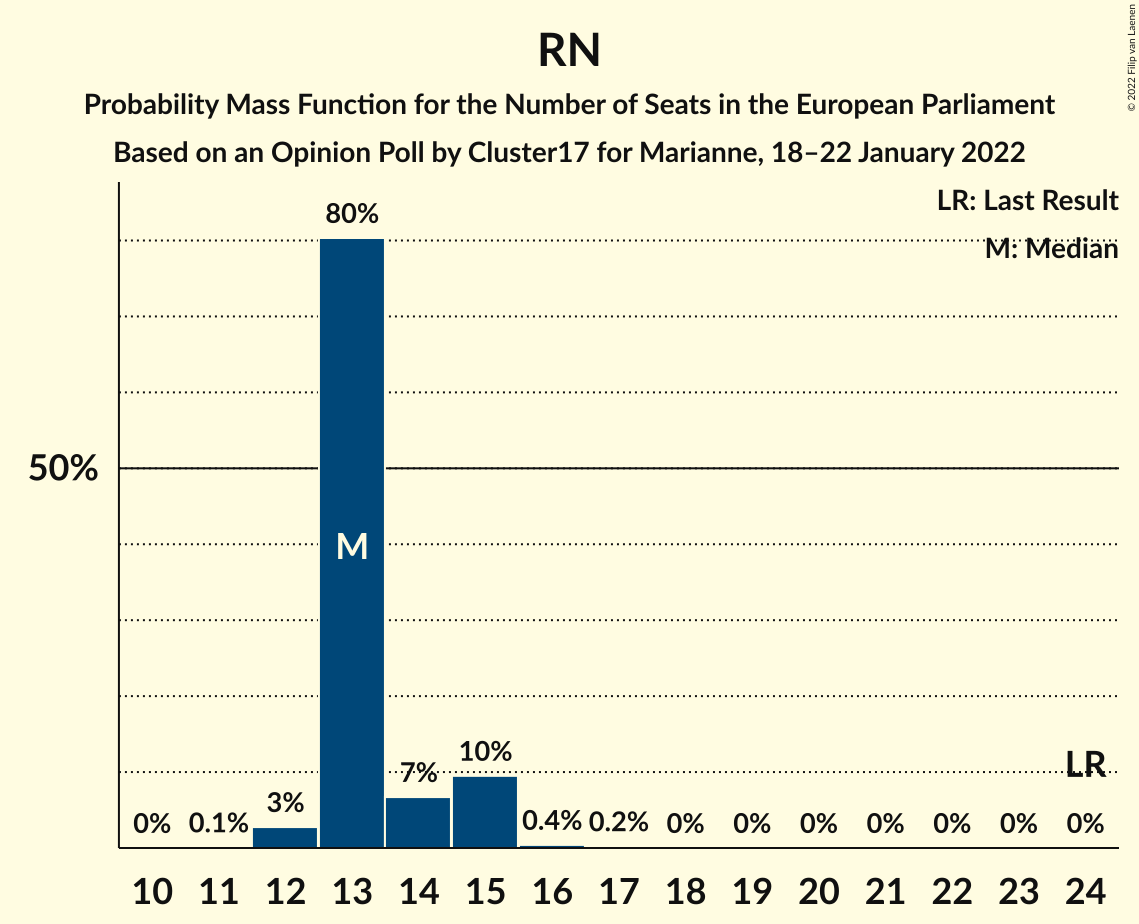 RN
Probability Mass Function for the Number of Seats in the European Parliament
Based on an Opinion Poll by Cluster17 for Marianne, 18–22 January 2022
© 2022 Filip van Laenen
LR: Last Result
M: Median
50%
80%
M
0% 0.1% 3% 7% 10% 0.4% 0.2% 0% 0% 0% 0% 0% 0% 0%
LR
10 11 12 13 14 15 16 17 18 19 20 21 22 23 24